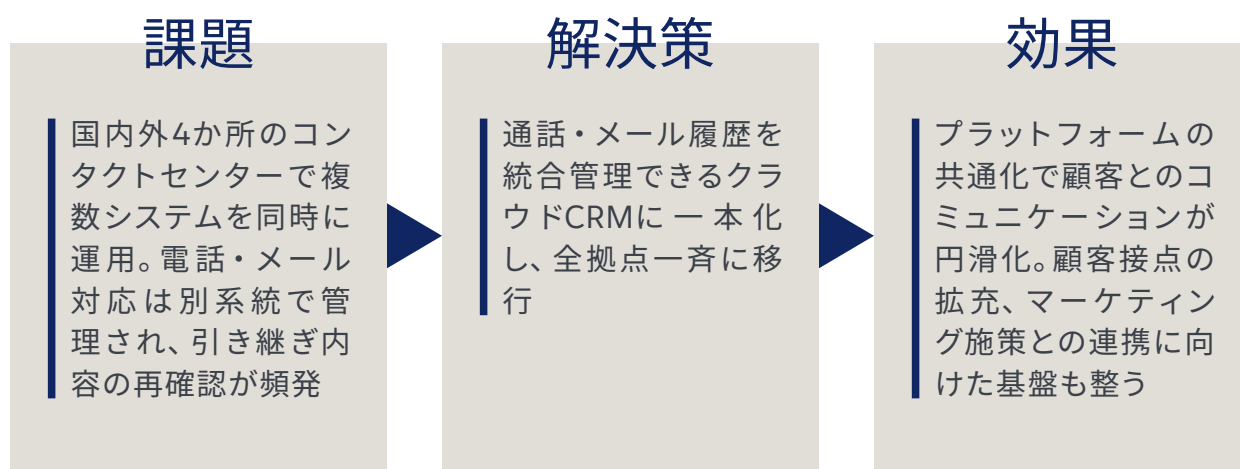 課題
国内外4か所のコン
タクトセンターで複
数システムを同時に
運用。電話・メール
対応は別系統で管
理され、引き継ぎ内
容の再確認が頻発
解決策
通話・メール履歴を
統合管理できるクラ
ウドCRMに一本化
し、全拠点一斉に移
行
効果
プラットフォームの
共通化で顧客とのコ
ミュニケーションが
円滑化。顧客接点の
拡充、マーケティン
グ施策との連携に向
けた基盤も整う